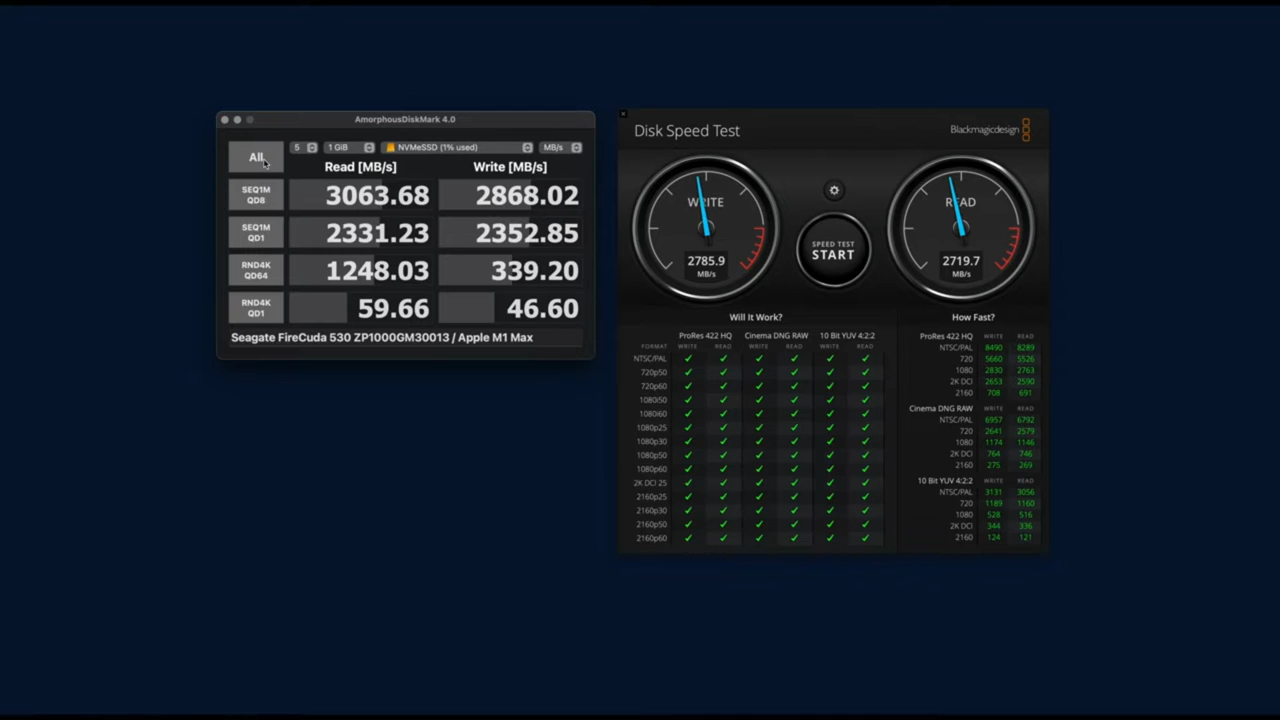 AmorphousDiskMark 4.0
All
5
1 GiB
NVMeSSD (1% used)
MB/s
Read [MB/s]
Write [MB/s]
SEQ1M
QD8
3063.68
2868.02
SEQ1M
QD1
2331.23
2352.85
RND4K
QD64
1248.03
339.20
RND4K
QD1
59.66
46.60
Seagate FireCuda 530 ZP1000GM30013 / Apple M1 Max
Disk Speed Test
Blackmagicdesign
WRITE
2785.9
MB/s
SPEED TEST
START
READ
2719.7
MB/s
Will It Work?
ProRes 422 HQ Cinema DNG RAW 10 Bit YUV 4:2:2
FORMAT WRITE READ WRITE READ WRITE READ
NTSC/PAL ✓ ✓ ✓ ✓ ✓ ✓
720p50 ✓ ✓ ✓ ✓ ✓ ✓
720p60 ✓ ✓ ✓ ✓ ✓ ✓
1080i50 ✓ ✓ ✓ ✓ ✓ ✓
1080i60 ✓ ✓ ✓ ✓ ✓ ✓
1080p25 ✓ ✓ ✓ ✓ ✓ ✓
1080p30 ✓ ✓ ✓ ✓ ✓ ✓
1080p50 ✓ ✓ ✓ ✓ ✓ ✓
1080p60 ✓ ✓ ✓ ✓ ✓ ✓
2K DCI 25 ✓ ✓ ✓ ✓ ✓ ✓
2160p25 ✓ ✓ ✓ ✓ ✓ ✓
2160p30 ✓ ✓ ✓ ✓ ✓ ✓
2160p50 ✓ ✓ ✓ ✓ ✓ ✓
2160p60 ✓ ✓ ✓ ✓ ✓ ✓
How Fast?
ProRes 422 HQ WRITE READ
NTSC/PAL 8490 8289
720 5660 5526
1080 2830 2763
2K DCI 2653 2590
2160 708 691
Cinema DNG RAW WRITE READ
NTSC/PAL 6957 6792
720 2641 2579
1080 1174 1146
2K DCI 764 746
2160 275 269
10 Bit YUV 4:2:2 WRITE READ
NTSC/PAL 3131 3056
720 1189 1160
1080 528 516
2K DCI 344 336
2160 124 121